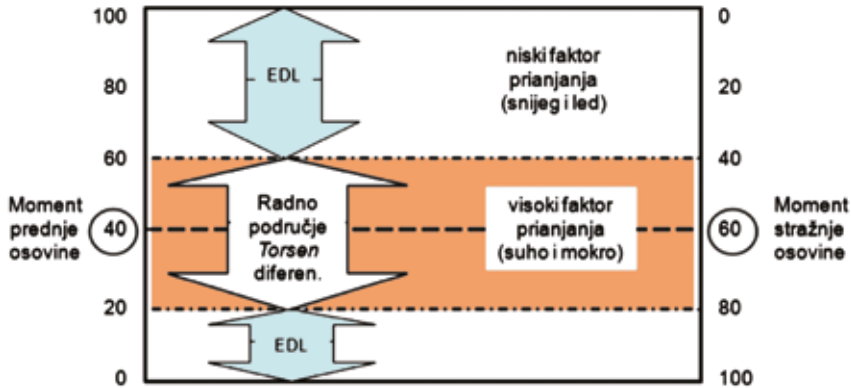 100
80
60
Moment
prednje
osovine
40
20
0
EDL
Radno
područje
Torsen
diferen.
EDL
niski faktor
prianjanja
(snijeg i led)
visoki faktor
prianjanja
(suho i mokro)
0
20
40
60
Moment
stražnje
osovine
80
100